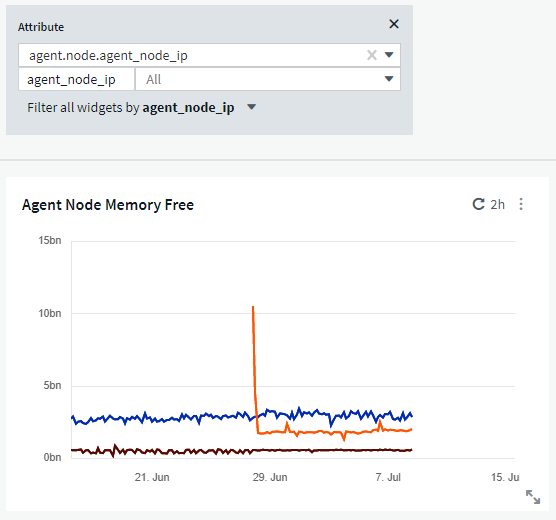 Attribute
agent.node.agent_node_ip
agent_node_ip All
Filter all widgets by agent_node_ip
Agent Node Memory Free 2h
15bn
10bn
5bn
0bn
21. Jun 29. Jun 7. Jul 15. Ju